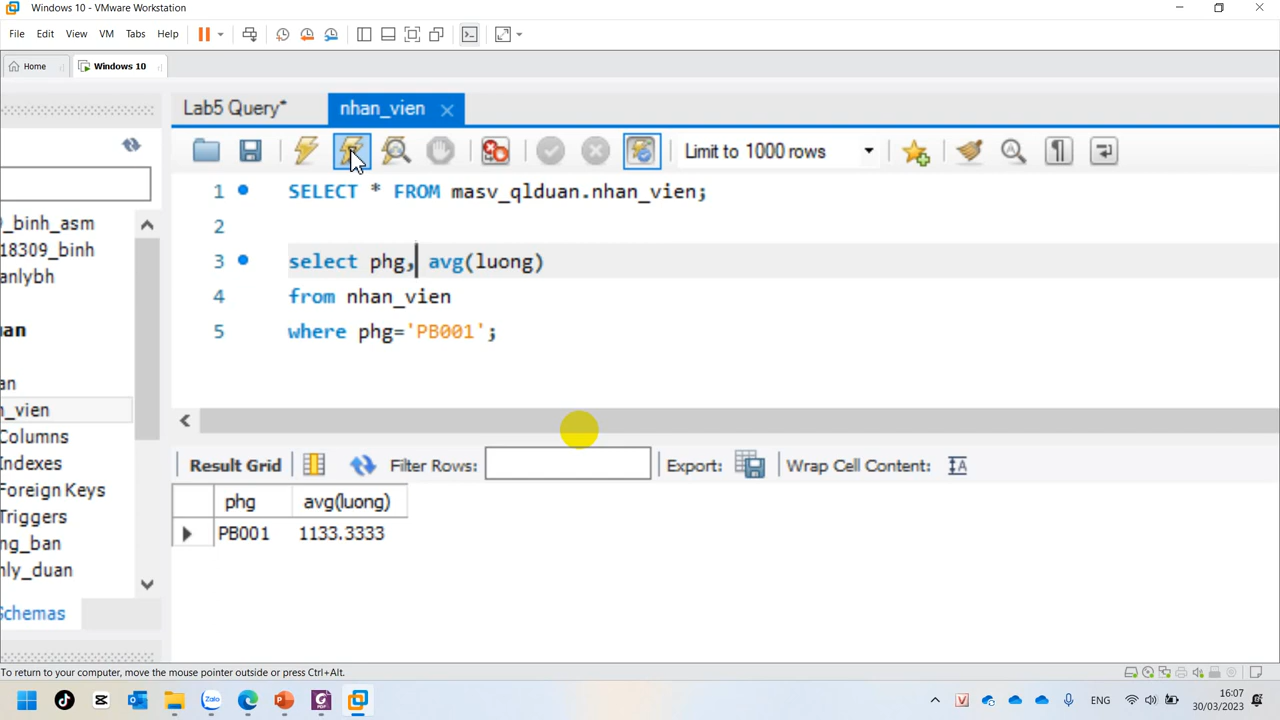 Windows 10 - VMware Workstation
File Edit View VM Tabs Help
Home Windows 10
Lab5 Query* nhan_vien
Limit to 1000 rows
1 SELECT * FROM masv_qlduan.nhan_vien;
2
3 select phg, avg(luong)
4 from nhan_vien
5 where phg='PB001';
9_binh_asm
18309_binh
anlybh
uan
an
n_vien
Columns
Indexes
Foreign Keys
Triggers
ng_ban
nly_duan
Schemas
Result Grid Filter Rows: Export: Wrap Cell Content:
phg avg(luong)
PB001 1133.3333
To return to your computer, move the mouse pointer outside or press Ctrl+Alt.
Zalo
ENG
16:07
30/03/2023